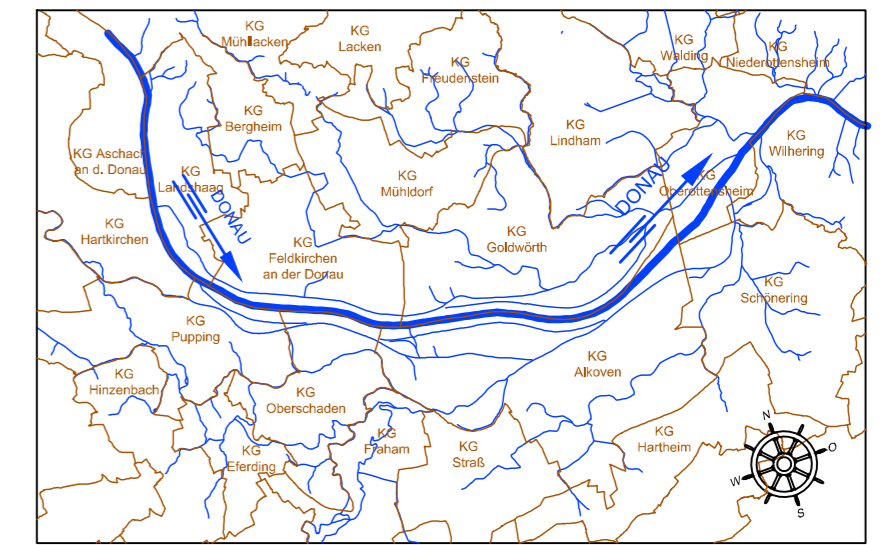 KG
Mühllacken
KG
Lacken
KG
Freudenstein
KG
Walding
KG
Niederottensheim
KG
Bergheim
KG
Lindham
KG
Wilhering
KG Aschach
an d. Donau
KG
Landshaag
KG
Mühldorf
KG
Oberottensheim
DONAU
DONAU
KG
Hartkirchen
KG
Feldkirchen
an der Donau
KG
Goldwörth
KG
Schönering
KG
Pupping
KG
Alkoven
KG
Hinzenbach
KG
Oberschaden
KG
Eferding
KG
Fraham
KG
Straß
KG
Hartheim
N
O
W
S